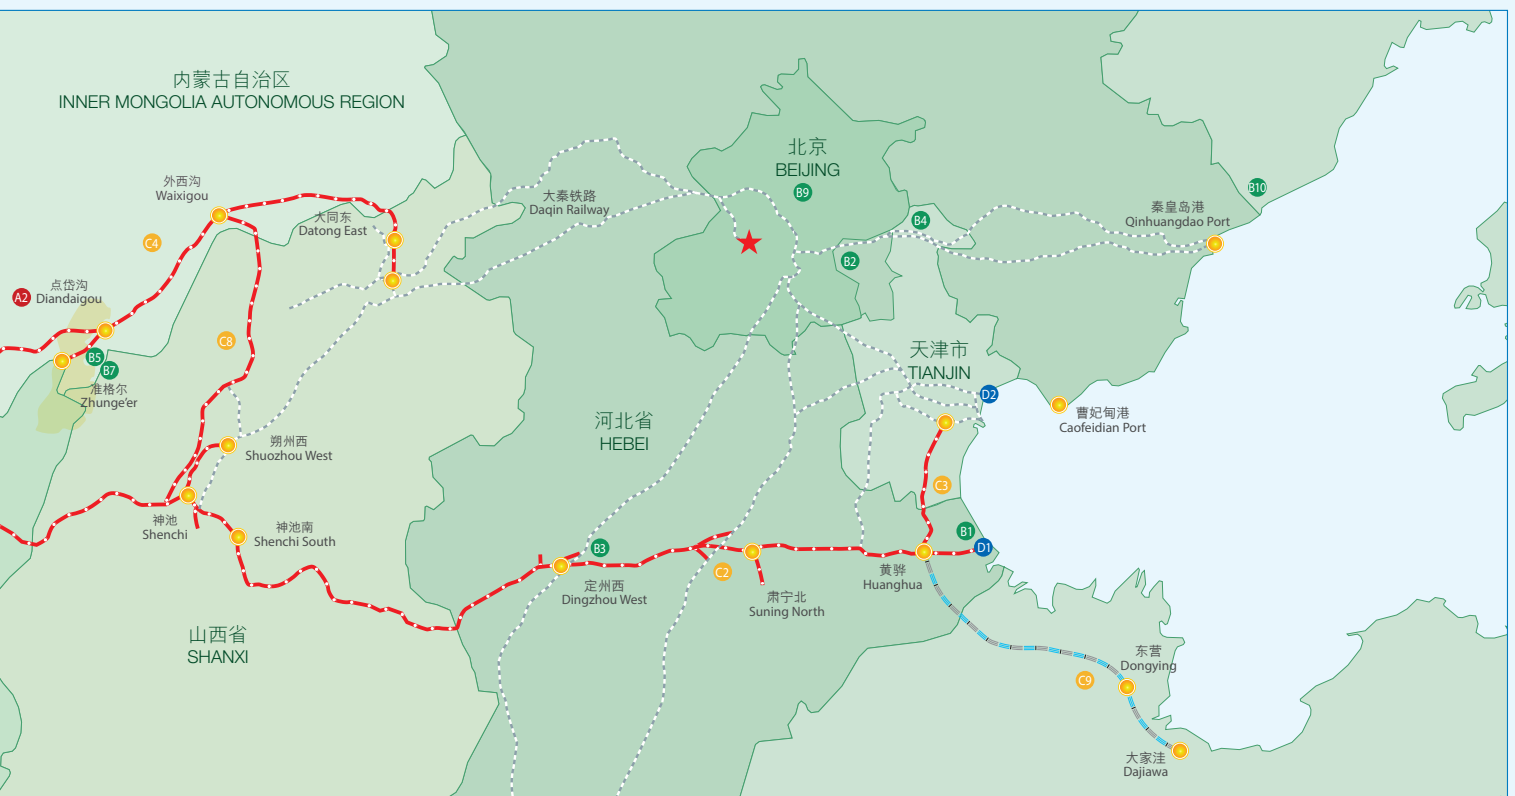 内蒙古自治区
INNER MONGOLIA AUTONOMOUS REGION
北京
BEIJING
B9
外西沟
Waixigou
大同东
Datong East
大秦铁路
Daqin Railway
B10
秦皇岛港
Qinhuangdao Port
B4
B2
C4
A2
点岱沟
Diandaigou
C8
B5
B7
准格尔
Zhunge'er
天津市
TIANJIN
D2
曹妃甸港
Caofeidian Port
河北省
HEBEI
朔州西
Shuozhou West
C3
神池
Shenchi
神池南
Shenchi South
B1
D1
B3
C2
定州西
Dingzhou West
肃宁北
Suning North
黄骅
Huanghua
山西省
SHANXI
东营
Dongying
C9
大家洼
Dajiawa